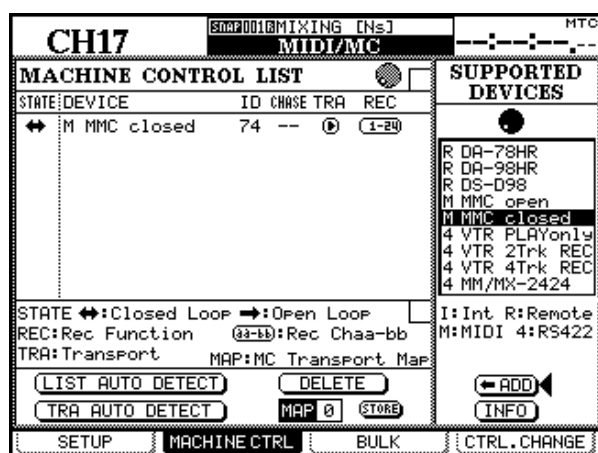 CH17
SNAP001 MIXING [Ns]
MIDI/MC
MTC
--:--:--.--
MACHINE CONTROL LIST
STATE DEVICE ID CHASE TRA REC
↔ M MMC closed 74 -- 1-24
STATE ↔:Closed Loop →:Open Loop
REC:Rec Function aa-bb:Rec Chaa-bb
TRA:Transport MAP:MC Transport Map
LIST AUTO DETECT DELETE
TRA AUTO DETECT MAP 0 STORE
SUPPORTED
DEVICES
R DA-78HR
R DA-98HR
R DS-D98
M MMC open
M MMC closed
4 VTR PLAYonly
4 VTR 2Trk REC
4 VTR 4Trk REC
4 MM/MX-2424
I:Int R:Remote
M:MIDI 4:RS422
←ADD
INFO
SETUP MACHINE CTRL BULK CTRL.CHANGE